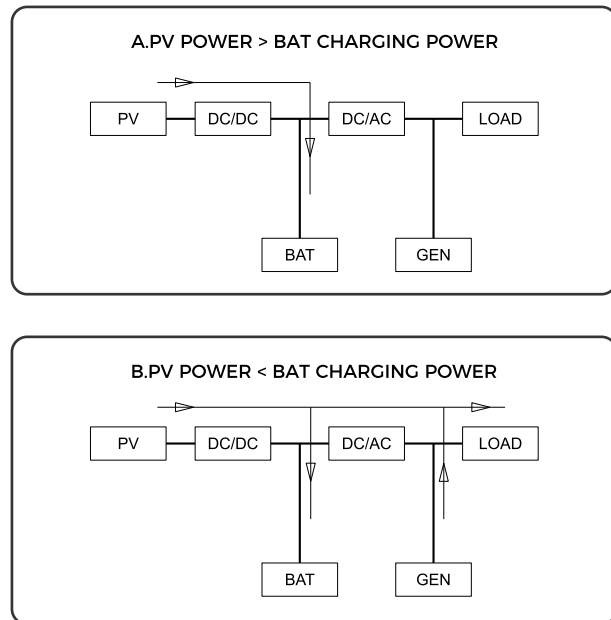 A.PV POWER > BAT CHARGING POWER
PV
DC/DC
DC/AC
LOAD
BAT
GEN
B.PV POWER < BAT CHARGING POWER
PV
DC/DC
DC/AC
LOAD
BAT
GEN